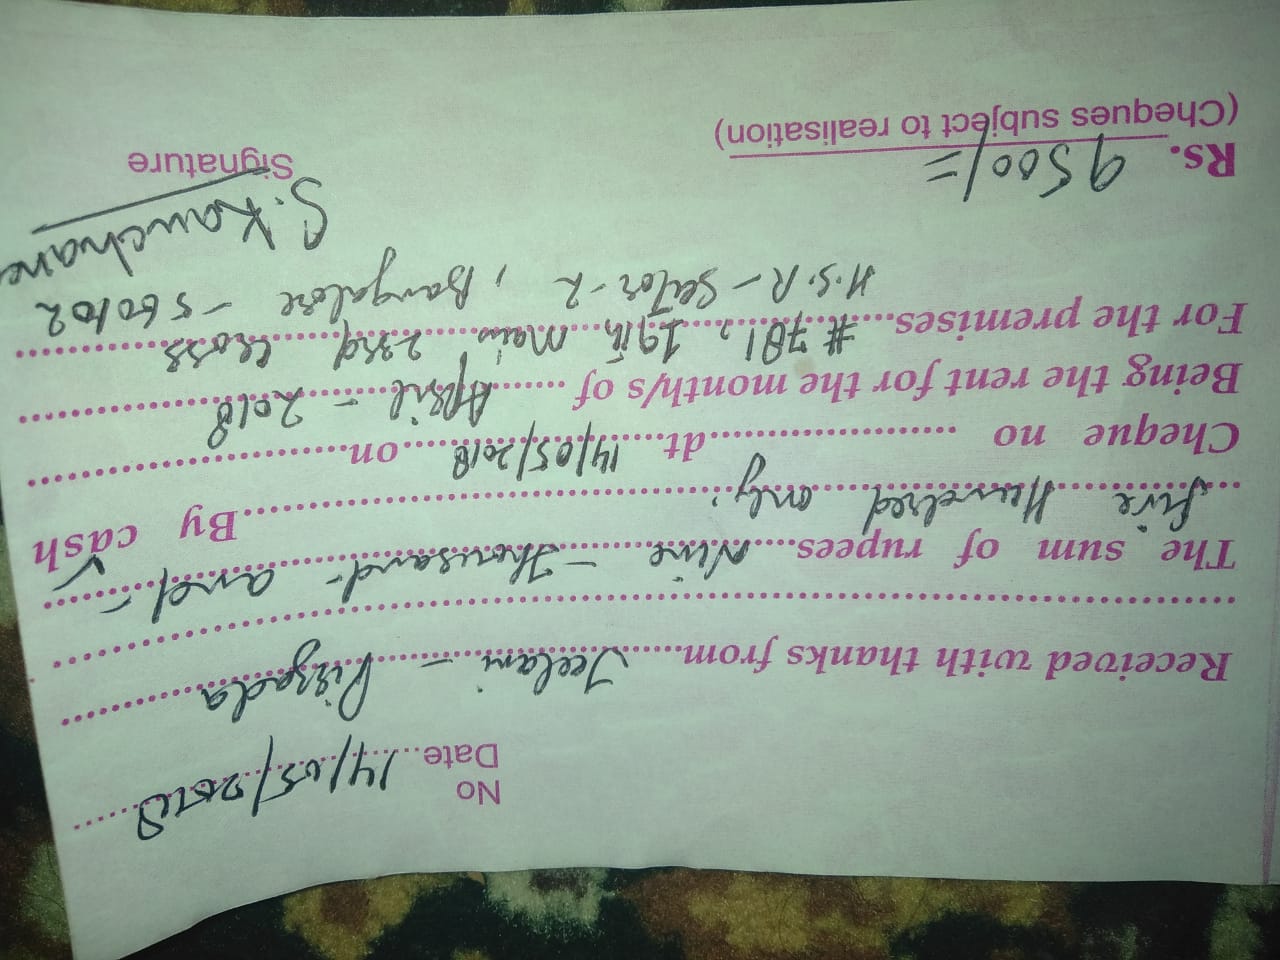 No
Date..14/05/2018
Received with thanks from.....Jeelani - Pirzada
The sum of rupees....Nine - Thousand - and -
five Hundred only. By cash ✓
Cheque no ....................dt....14/05/2018.....on
Being the rent for the month/s of ......April - 2018
For the premises...#781, 19th Main 23rd cross
H.S.R - Sector - 2, Bangalore - 560102
S. Kanchana
Signature
Rs. 9500/=
(Cheques subject to realisation)